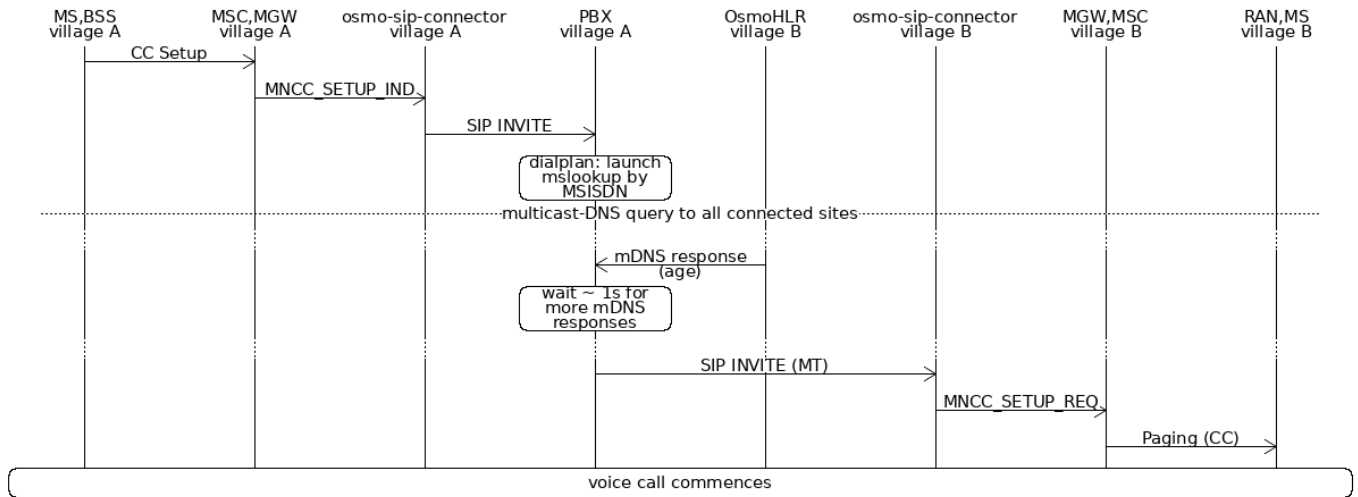 MS,BSS
village A
MSC,MGW
village A
osmo-sip-connector
village A
PBX
village A
OsmoHLR
village B
osmo-sip-connector
village B
MGW,MSC
village B
RAN,MS
village B
CC Setup
MNCC_SETUP_IND
SIP INVITE
dialplan: launch
mslookup by
MSISDN
multicast-DNS query to all connected sites
mDNS response
(age)
wait ~ 1s for
more mDNS
responses
SIP INVITE (MT)
MNCC_SETUP_REQ
Paging (CC)
voice call commences